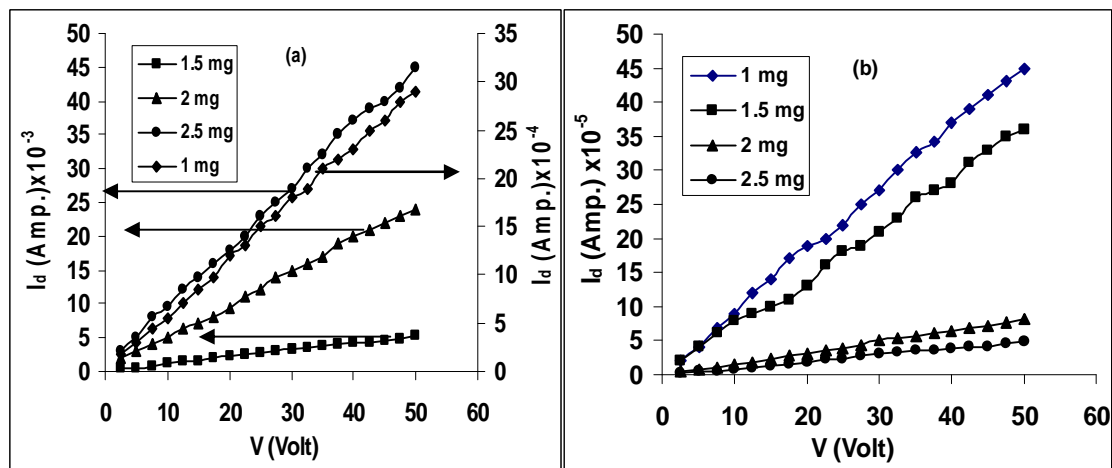 (a)
1.5 mg
2 mg
2.5 mg
1 mg
I_d (Amp.)x10^-3
50
45
40
35
30
25
20
15
10
5
0
35
30
25
20
15
10
5
0
I_d (Amp.)x10^-4
0 10 20 30 40 50 60
V (Volt)
(b)
1 mg
1.5 mg
2 mg
2.5 mg
I_d (Amp.) x10^-5
50
45
40
35
30
25
20
15
10
5
0
0 10 20 30 40 50 60
V (Volt)